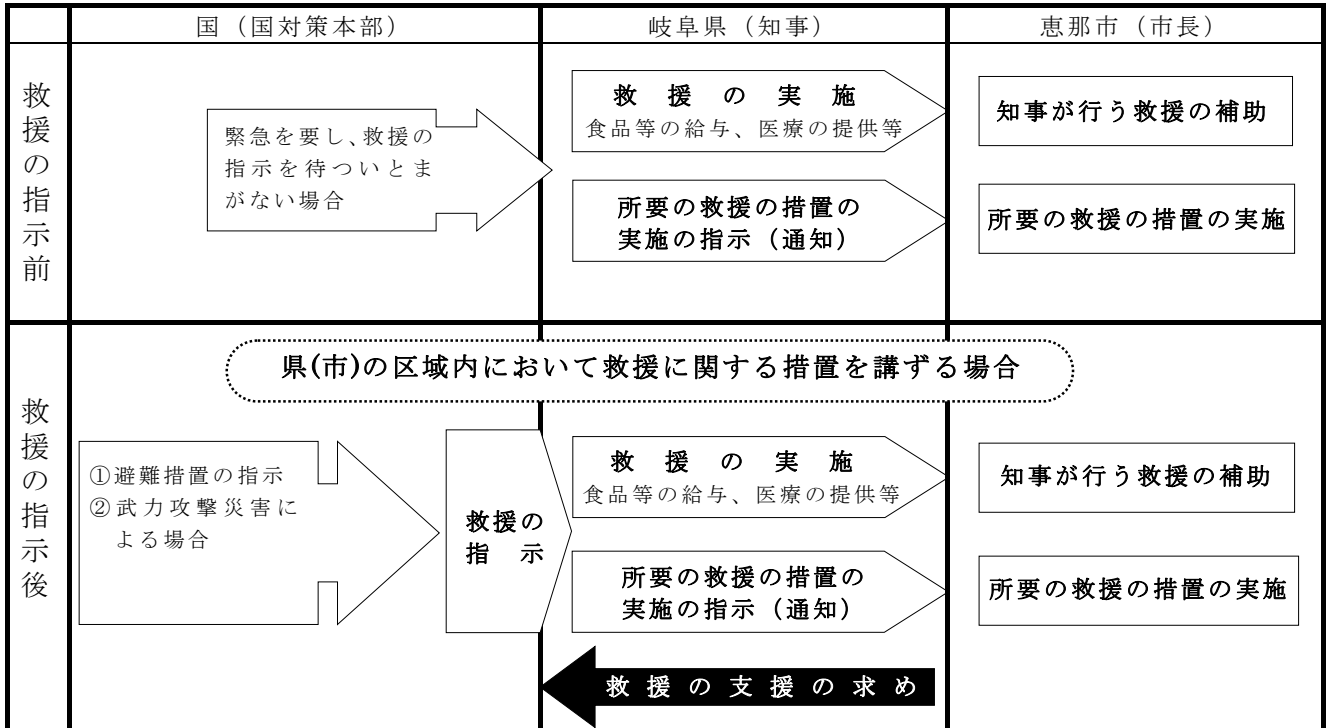 国（国対策本部）
岐阜県（知事）
恵那市（市長）
救援の指示前
緊急を要し、救援の
指示を待ついとま
がない場合
救援の実施
食品等の給与、医療の提供等
所要の救援の措置の
実施の指示（通知）
知事が行う救援の補助
所要の救援の措置の実施
救援の指示後
県(市)の区域内において救援に関する措置を講ずる場合
①避難措置の指示
②武力攻撃災害に
よる場合
救援の
指示
救援の実施
食品等の給与、医療の提供等
所要の救援の措置の
実施の指示（通知）
知事が行う救援の補助
所要の救援の措置の実施
救援の支援の求め